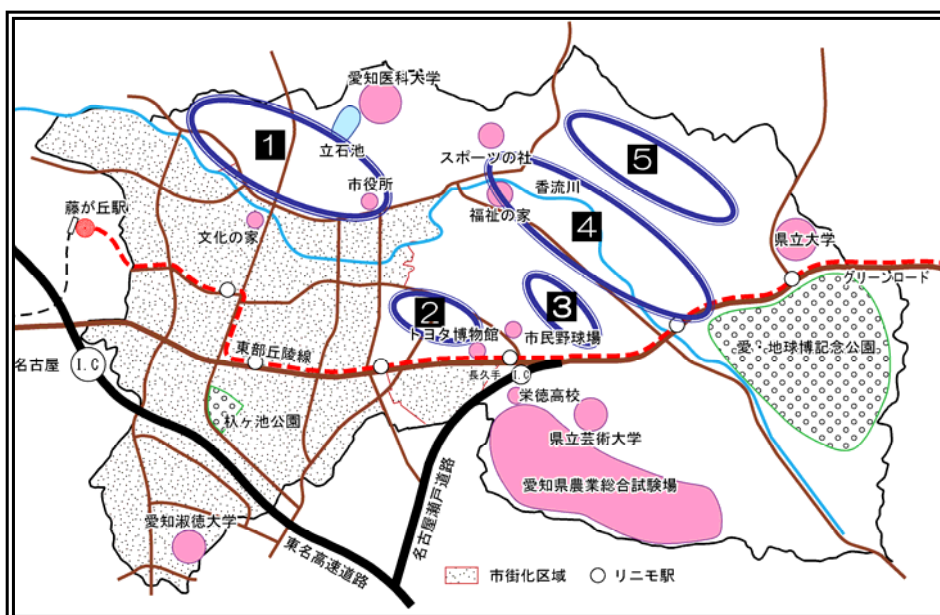 愛知医科大学
1
立石池
5
スポーツの杜
市役所
香流川
藤が丘駅
福祉の家
4
文化の家
県立大学
グリーンロード
2
3
トヨタ博物館
市民野球場
東部丘陵線
愛・地球博記念公園
名古屋
I.C
長久手
I.C
栄徳高校
杁ヶ池公園
県立芸術大学
名古屋瀬戸道路
愛知県農業総合試験場
愛知淑徳大学
東名高速道路
市街化区域
リニモ駅